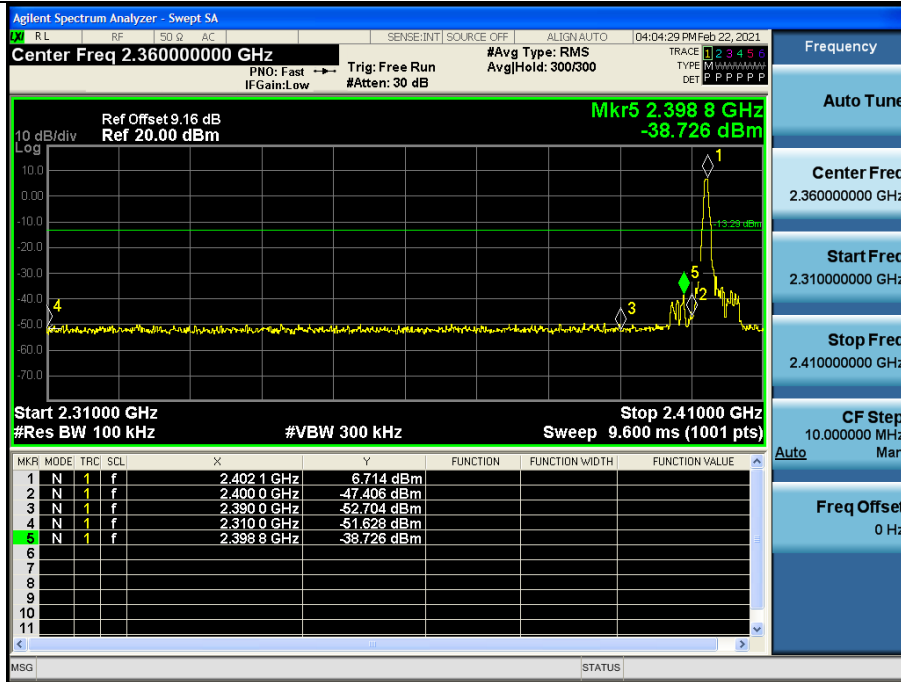 Agilent Spectrum Analyzer - Swept SA
LXI RL RF 50 Ω AC SENSE:INT SOURCE OFF ALIGN AUTO 04:04:29 PM Feb 22, 2021
Center Freq 2.360000000 GHz
PNO: Fast
IFGain:Low
Trig: Free Run
#Atten: 30 dB
#Avg Type: RMS
Avg|Hold: 300/300
TRACE 1 2 3 4 5 6
TYPE M
DET P P P P P P
Frequency
Auto Tune
Center Freq
2.360000000 GHz
Start Freq
2.310000000 GHz
Stop Freq
2.410000000 GHz
CF Step
10.000000 MHz
Auto Man
Freq Offset
0 Hz
Mkr5 2.398 8 GHz
-38.726 dBm
Ref Offset 9.16 dB
10 dB/div Ref 20.00 dBm
Log
10.0
0.00
-10.0
-20.0
-30.0
-40.0
-50.0
-60.0
-70.0
1
-13.29 dBm
5
2
3
4
Start 2.31000 GHz Stop 2.41000 GHz
#Res BW 100 kHz #VBW 300 kHz Sweep 9.600 ms (1001 pts)
MKR MODE TRC SCL X Y FUNCTION FUNCTION WIDTH FUNCTION VALUE
1 N 1 f 2.402 1 GHz 6.714 dBm
2 N 1 f 2.400 0 GHz -47.406 dBm
3 N 1 f 2.390 0 GHz -52.704 dBm
4 N 1 f 2.310 0 GHz -51.628 dBm
5 N 1 f 2.398 8 GHz -38.726 dBm
6
7
8
9
10
11
MSG STATUS